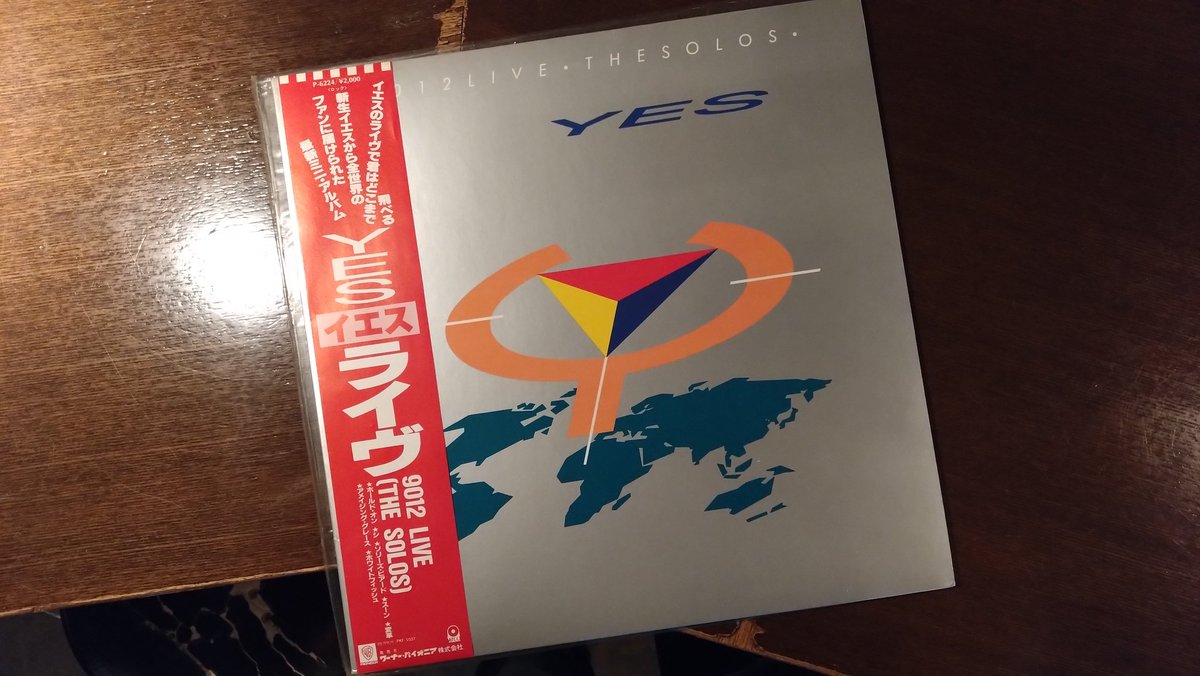 012LIVE•THESOLOS•
YES
P-6224 ¥2,000
(ロック)
イエスのライヴで着はどこまで
飛べる
新生イエスから全世界の
ファンに届けられた
最新ミニ・アルバム
YES
イエス
ライヴ
9012 LIVE
(THE SOLOS)
★ホールド・オン ★シ
リーズ・ビアード ★スーン ★変革
★アメイジング・グレース ★ホワイトフィッシュ
ワーナー・パイオニア株式会社